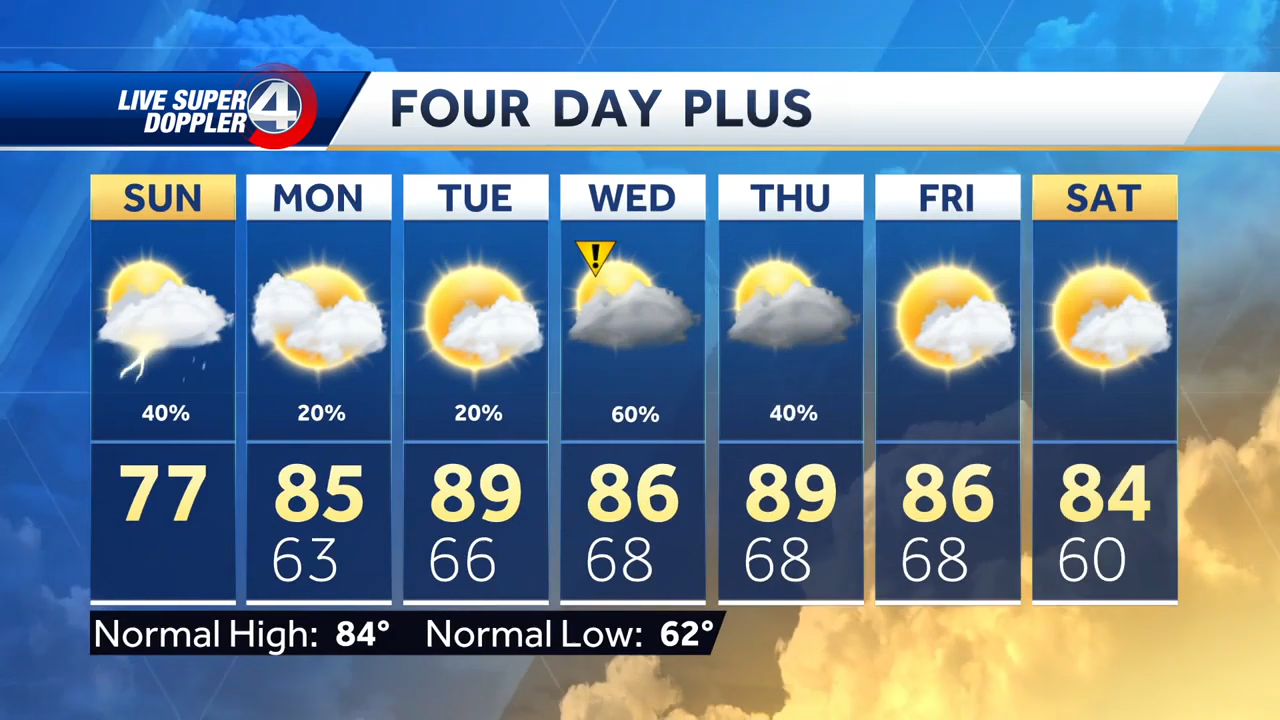 LIVE SUPER
DOPPLER 4
FOUR DAY PLUS
SUN MON TUE WED THU FRI SAT
!
40% 20% 20% 60% 40%
77 85 89 86 89 86 84
63 66 68 68 68 60
Normal High: 84° Normal Low: 62°